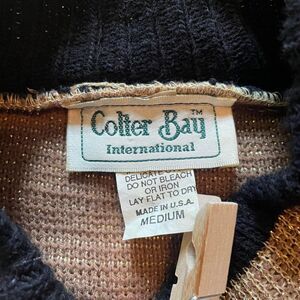 Colter Bay™
International
DELICATE
DO NOT BLEACH
OR IRON
LAY FLAT TO DRY
MADE IN U.S.A.
MEDIUM